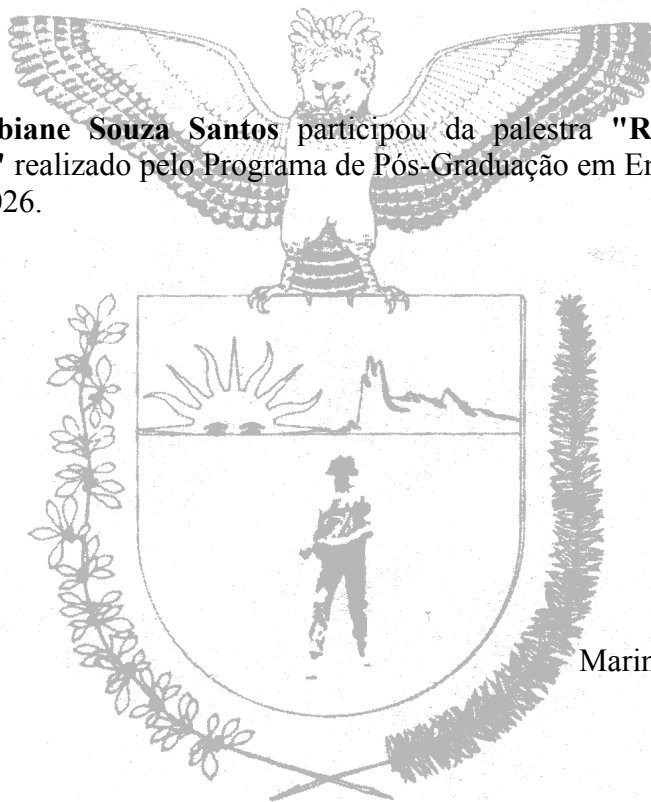 biane Souza Santos participou da palestra "R
" realizado pelo Programa de Pós-Graduação em En
026.
Marin